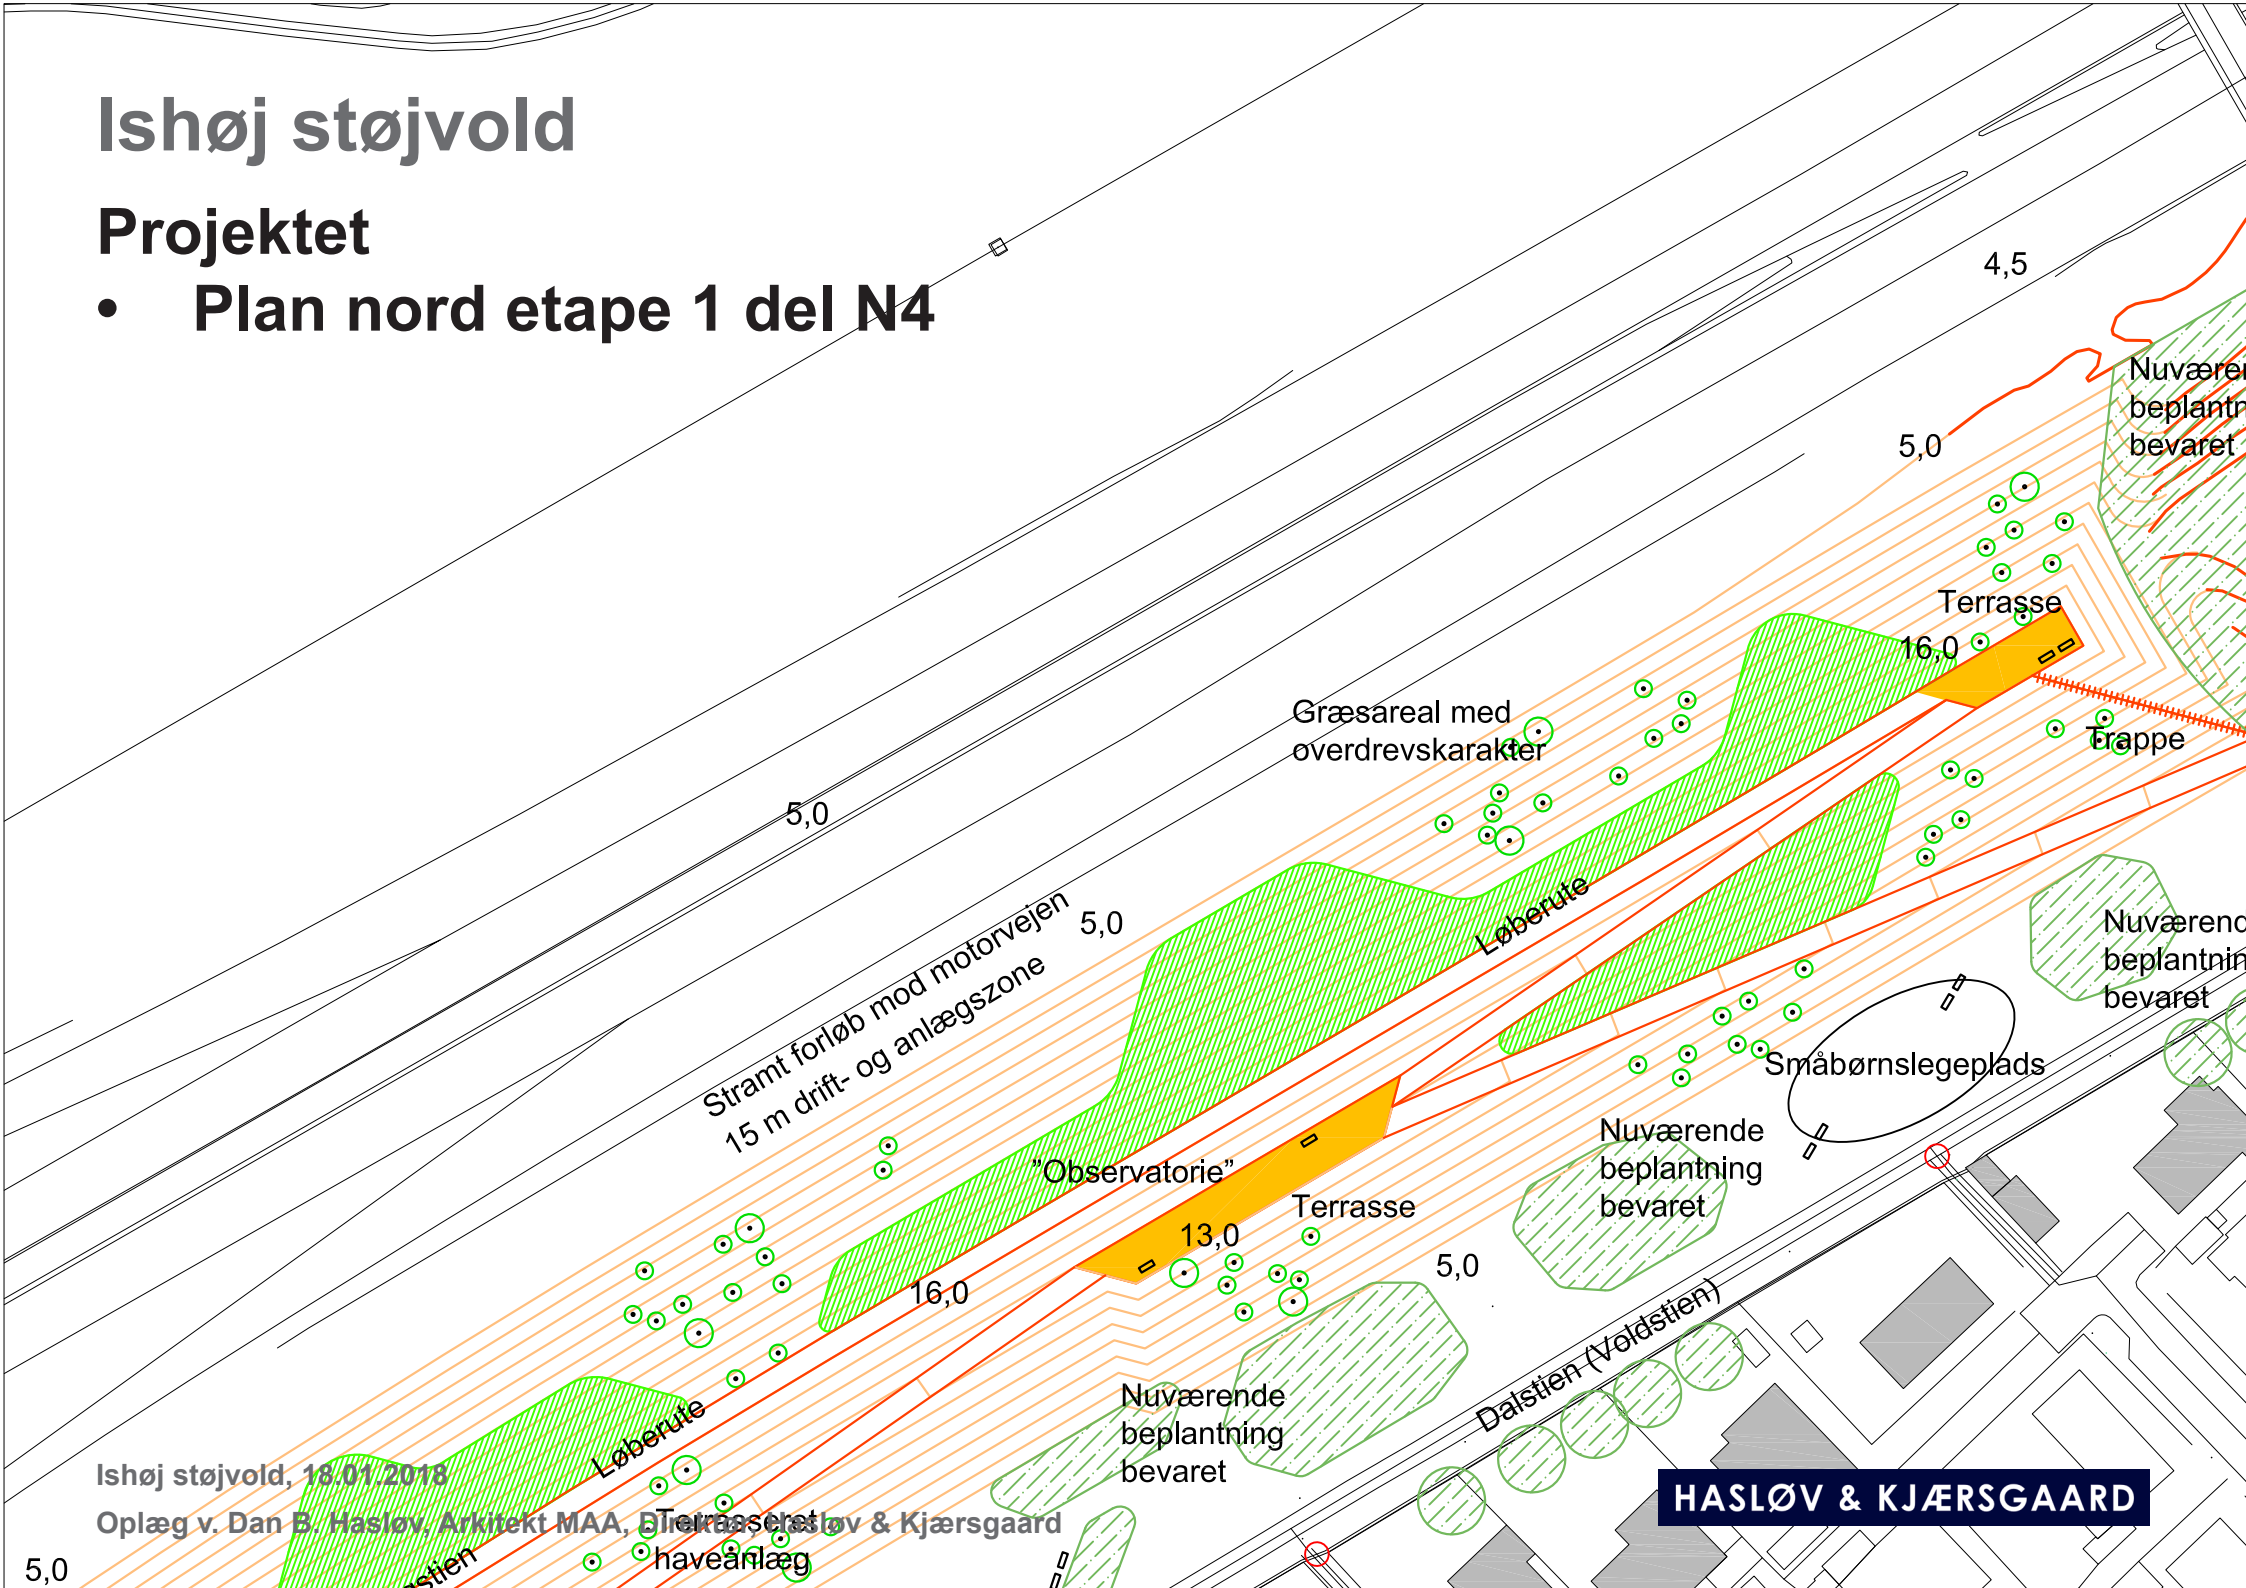 Ishøj støjvold
Projektet
• Plan nord etape 1 del N4
4,5
beplantn
bevaret
5,0
Terrasse
16,0
Græsareal med
overdrevskarakter
Trappe
5,0
5,0
Løberute
Stramt forløb mod motorvejen
15 m drift- og anlægszone
beplantnin
bevaret
Småbørnslegeplads
"Observatorie"
Terrasse
13,0
Nuværende
beplantning
bevaret
5,0
16,0
Dalstien (Voldstien)
Nuværende
beplantning
bevaret
Løberute
Ishøj støjvold, 18.01.2018
Oplæg v. Dan B. Hasløv, Arkitekt MAA, Direktør, Hasløv & Kjærsgaard
Terrasseret
haveanlæg
5,0
HASLØV & KJÆRSGAARD